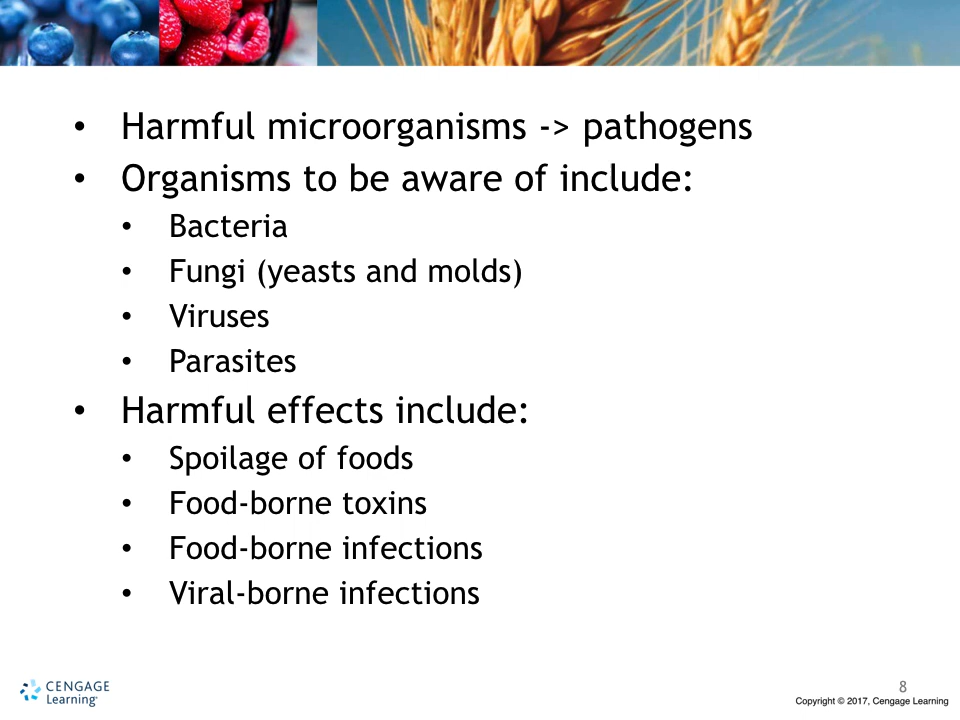 • Harmful microorganisms -> pathogens
• Organisms to be aware of include:
• Bacteria
• Fungi (yeasts and molds)
• Viruses
• Parasites
• Harmful effects include:
• Spoilage of foods
• Food-borne toxins
• Food-borne infections
• Viral-borne infections
CENGAGE
Learning
8
Copyright © 2017, Cengage Learning